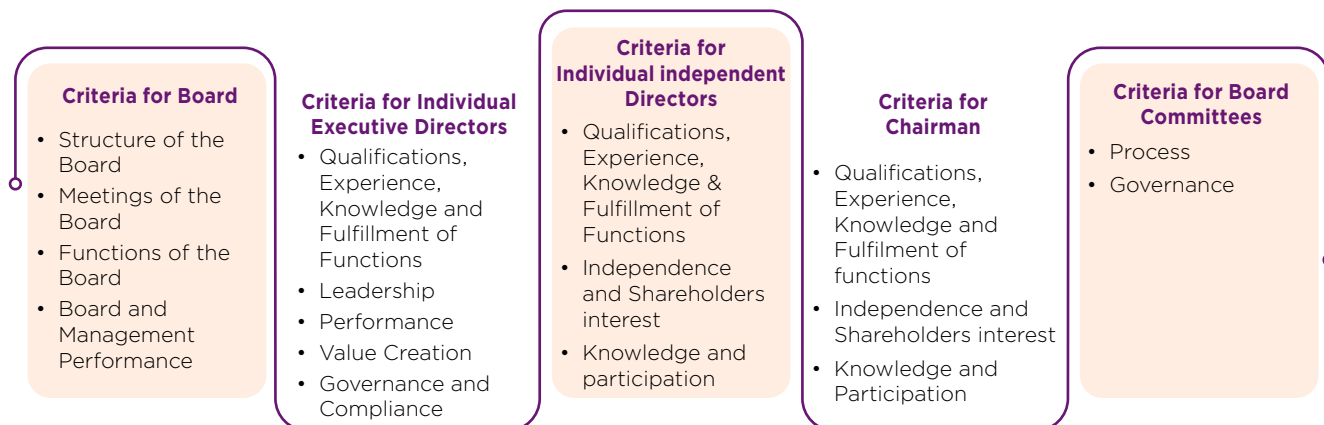 Criteria for Board
• Structure of the
Board
• Meetings of the
Board
• Functions of the
Board
• Board and
Management
Performance
Criteria for Individual
Executive Directors
• Qualifications,
Experience,
Knowledge and
Fulfillment of
Functions
• Leadership
• Performance
• Value Creation
• Governance and
Compliance
Criteria for
Individual independent
Directors
• Qualifications,
Experience,
Knowledge &
Fulfillment of
Functions
• Independence
and Shareholders
interest
• Knowledge and
participation
Criteria for
Chairman
• Qualifications,
Experience,
Knowledge and
Fulfilment of
functions
• Independence and
Shareholders interest
• Knowledge and
Participation
Criteria for Board
Committees
• Process
• Governance